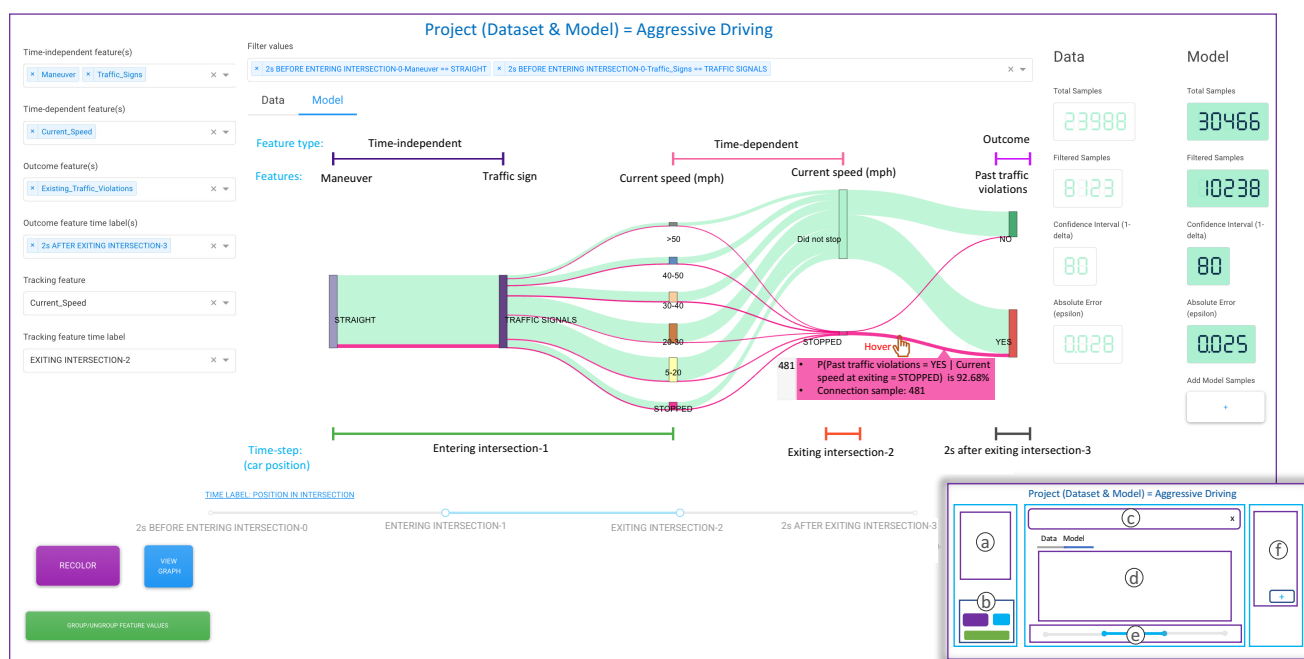 Project (Dataset & Model) = Aggressive Driving
Time-independent feature(s)
× Maneuver × Traffic_Signs
Time-dependent feature(s)
× Current_Speed
Outcome feature(s)
× Existing_Traffic_Violations
Outcome feature time label(s)
× 2s AFTER EXITING INTERSECTION-3
Tracking feature
Current_Speed
Tracking feature time label
EXITING INTERSECTION-2
Filter values
× 2s BEFORE ENTERING INTERSECTION-0-Maneuver == STRAIGHT × 2s BEFORE ENTERING INTERSECTION-0-Traffic_Signs == TRAFFIC SIGNALS
Data Model
Feature type: Time-independent Time-dependent Outcome
Features: Maneuver Traffic sign Current speed (mph) Current speed (mph) Past traffic violations
>50
Did not stop
NO
40-50
30-40
STRAIGHT
TRAFFIC SIGNALS
20-30
STOPPED
Hover
YES
5-20
STOPPED
481
• P(Past traffic violations = YES | Current
speed at exiting = STOPPED) is 92.68%
• Connection sample: 481
Time-step:
(car position)
Entering intersection-1
Exiting intersection-2
2s after exiting
intersection-3
TIME LABEL: POSITION IN INTERSECTION
2s BEFORE ENTERING INTERSECTION-0
ENTERING INTERSECTION-1
EXITING INTERSECTION-2
2s AFTER EXITING INTERSECTION-3
RECOLOR
VIEW
GRAPH
GROUP/UNGROUP FEATURE VALUES
Data
Total Samples
23988
Filtered Samples
8123
Confidence Interval (1-
delta)
80
Absolute Error
(epsilon)
0.028
Model
Total Samples
30466
Filtered Samples
10238
Confidence Interval (1-
delta)
80
Absolute Error
(epsilon)
0.025
Add Model Samples
+
Project (Dataset & Model) = Aggressive Driving
a
b
c
x
Data Model
d
e
f
+